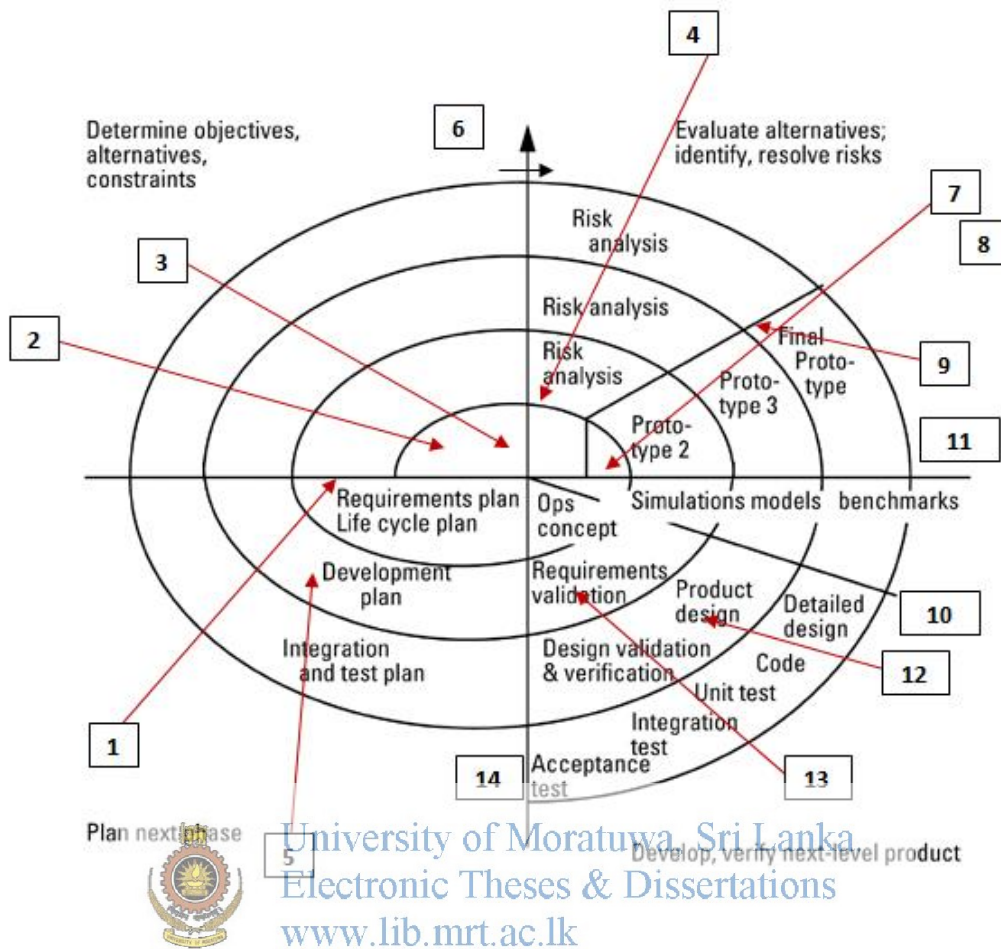 4
Determine objectives,
alternatives,
constraints
6
Evaluate alternatives;
identify, resolve risks
7
8
3
2
Risk
analysis
Risk analysis
Risk
analysis
Final
Proto-
type
Proto-
type 3
Proto-
type 2
9
11
Requirements plan
Life cycle plan
Ops
concept
Simulations models benchmarks
Development
plan
Requirements
validation
Product
design
Detailed
design
10
Integration
and test plan
Design validation
& verification
Code
12
Unit test
Integration
test
1
14
Acceptance
test
13
Plan next phase
5
Develop, verify next-level product
University of Moratuwa, Sri Lanka
Electronic Theses & Dissertations
www.lib.mrt.ac.lk